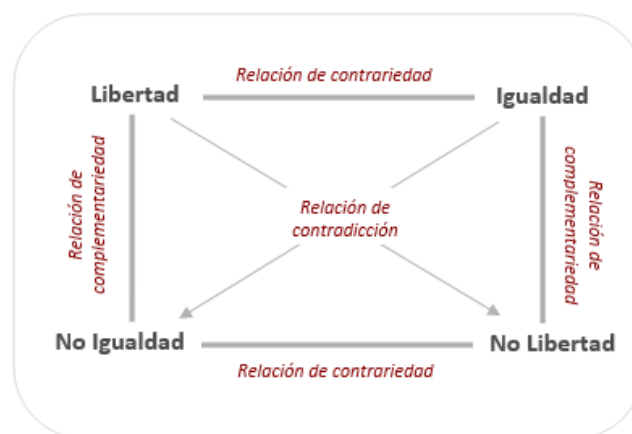 Relación de contrariedad
Libertad
Igualdad
Relación de
complementariedad
Relación de
complementariedad
Relación de
contradicción
No Igualdad
No Libertad
Relación de contrariedad